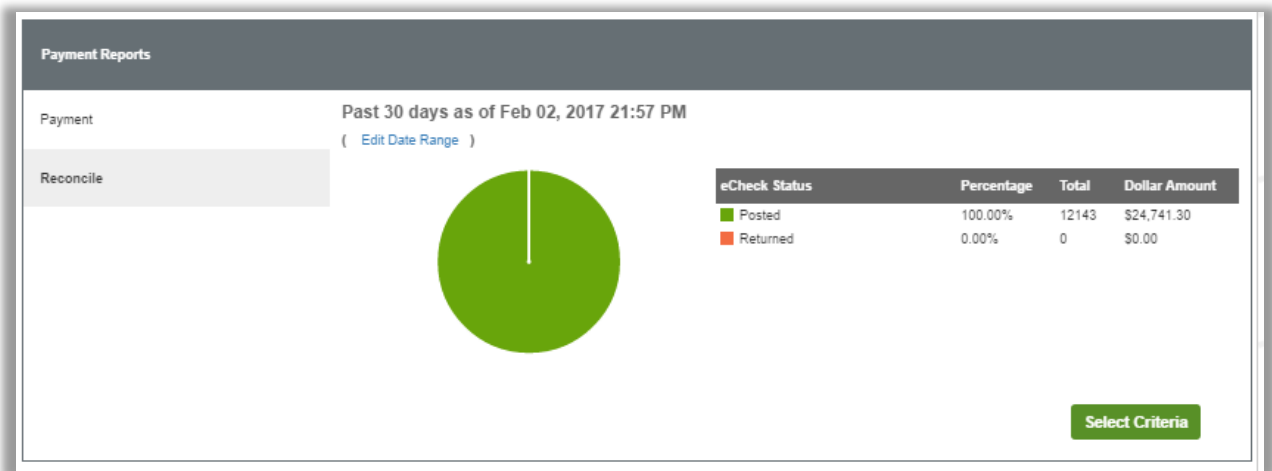 Payment Reports
Payment
Reconcile
Past 30 days as of Feb 02, 2017 21:57 PM
( Edit Date Range )
eCheck Status Percentage Total Dollar Amount
Posted 100.00% 12143 $24,741.30
Returned 0.00% 0 $0.00
Select Criteria